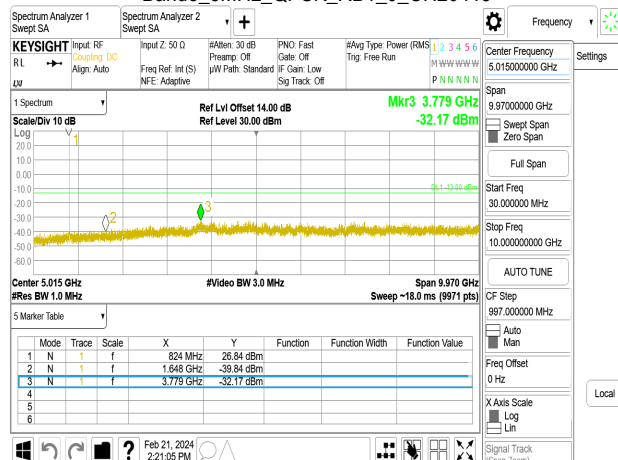 Spectrum Analyzer 1
Swept SA
Spectrum Analyzer 2
Swept SA
Frequency
KEYSIGHT
RL
Input: RF
Coupling: DC
Align: Auto
Input Z: 50 Ω
Freq Ref: Int (S)
NFE: Adaptive
#Atten: 30 dB
Preamp: Off
µW Path: Standard
PNO: Fast
Gate: Off
IF Gain: Low
Sig Track: Off
#Avg Type: Power (RMS
Trig: Free Run
1 2 3 4 5 6
M W W W W W
P N N N N N
Center Frequency
5.015000000 GHz
Settings
1 Spectrum
Scale/Div 10 dB
Ref Lvl Offset 14.00 dB
Ref Level 30.00 dBm
Mkr3 3.779 GHz
-32.17 dBm
Span
9.97000000 GHz
Swept Span
Zero Span
Full Span
Start Freq
30.000000 MHz
Stop Freq
10.000000000 GHz
AUTO TUNE
CF Step
997.000000 MHz
Auto
Man
Freq Offset
0 Hz
X Axis Scale
Log
Lin
Signal Track
Local
Log
20.0
10.0
0.00
-10.0
-20.0
-30.0
-40.0
-50.0
-60.0
1
2
3
DL1 -13.00 dBm
Center 5.015 GHz
#Res BW 1.0 MHz
#Video BW 3.0 MHz
Span 9.970 GHz
Sweep ~18.0 ms (9971 pts)
5 Marker Table
Mode Trace Scale X Y Function Function Width Function Value
1 N 1 f 824 MHz 26.84 dBm
2 N 1 f 1.648 GHz -39.84 dBm
3 N 1 f 3.779 GHz -32.17 dBm
4
5
6
?
Feb 21, 2024
2:21:05 PM